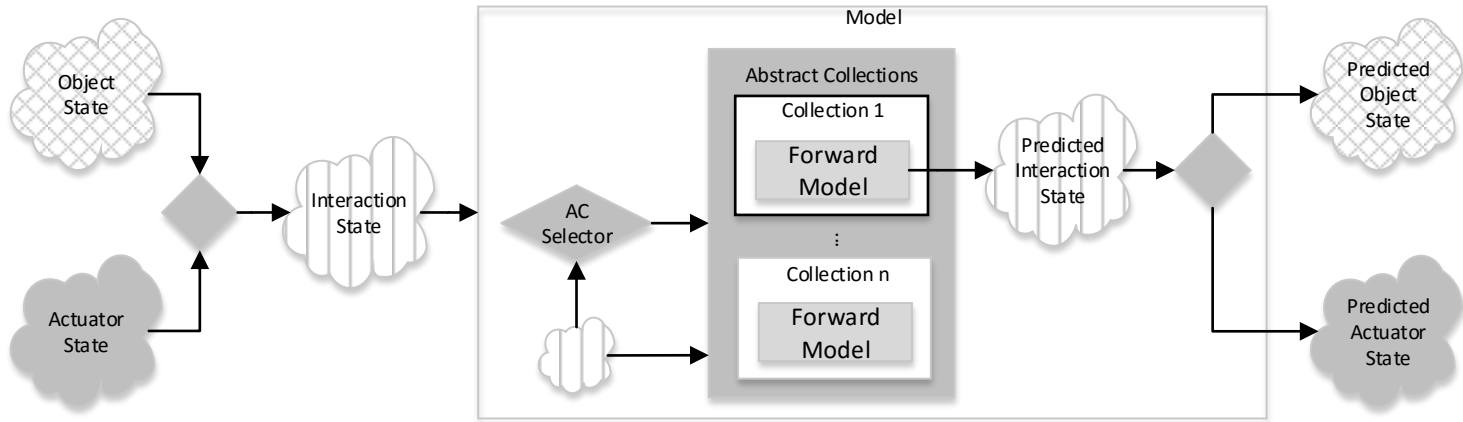 Model
Object
State
Actuator
State
Interaction
State
AC
Selector
Abstract Collections
Collection 1
Forward
Model
...
Collection n
Forward
Model
Predicted
Interaction
State
Predicted
Object
State
Predicted
Actuator
State